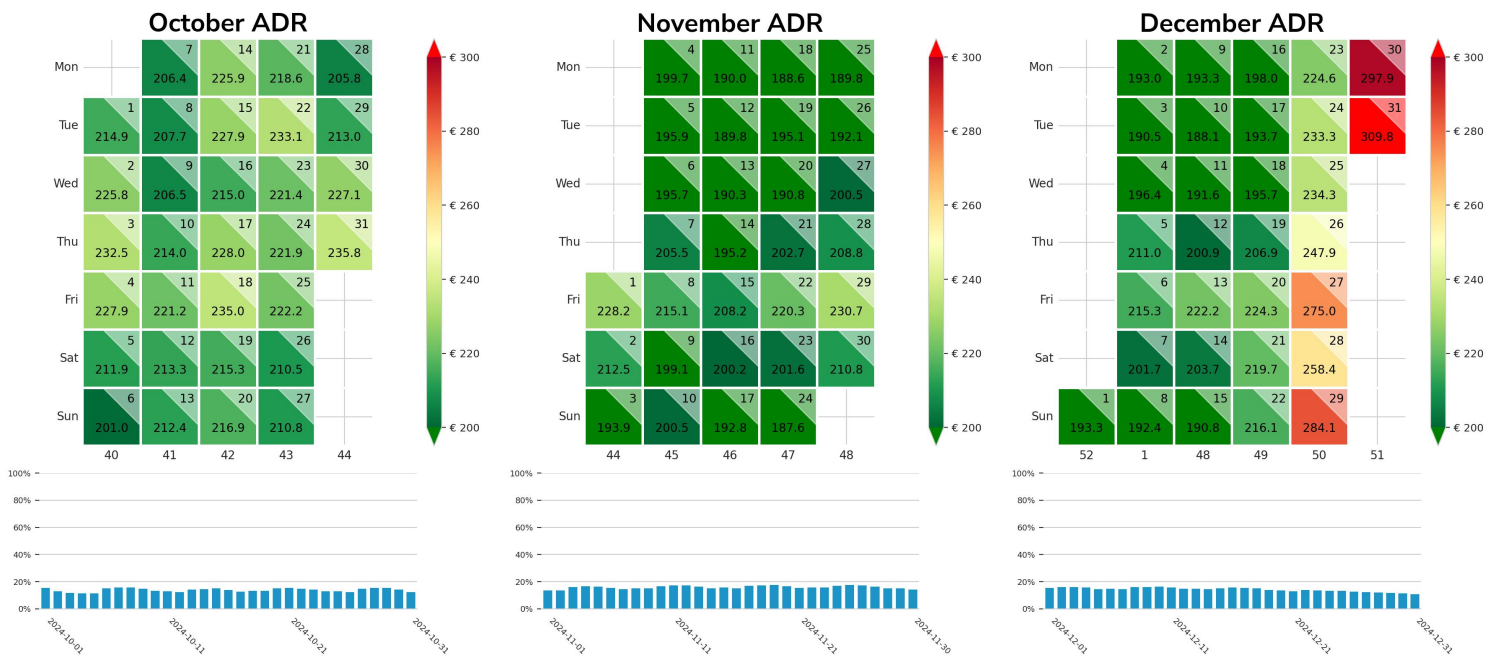 October ADR
7 14 21 28
Mon 206.4 225.9 218.6 205.8
1 8 15 22 29
Tue 214.9 207.7 227.9 233.1 213.0
2 9 16 23 30
Wed 225.8 206.5 215.0 221.4 227.1
3 10 17 24 31
Thu 232.5 214.0 228.0 221.9 235.8
4 11 18 25
Fri 227.9 221.2 235.0 222.2
5 12 19 26
Sat 211.9 213.3 215.3 210.5
6 13 20 27
Sun 201.0 212.4 216.9 210.8
40 41 42 43 44
€ 300
€ 280
€ 260
€ 240
€ 220
€ 200
100%
80%
60%
40%
20%
0%
2024-10-01 2024-10-11 2024-10-21 2024-10-31
November ADR
4 11 18 25
Mon 199.7 190.0 188.6 189.8
5 12 19 26
Tue 195.9 189.8 195.1 192.1
6 13 20 27
Wed 195.7 190.3 190.8 200.5
7 14 21 28
Thu 205.5 195.2 202.7 208.8
1 8 15 22 29
Fri 228.2 215.1 208.2 220.3 230.7
2 9 16 23 30
Sat 212.5 199.1 200.2 201.6 210.8
3 10 17 24
Sun 193.9 200.5 192.8 187.6
44 45 46 47 48
€ 300
€ 280
€ 260
€ 240
€ 220
€ 200
100%
80%
60%
40%
20%
0%
2024-11-01 2024-11-11 2024-11-21 2024-11-30
December ADR
2 9 16 23 30
Mon 193.0 193.3 198.0 224.6 297.9
3 10 17 24 31
Tue 190.5 188.1 193.7 233.3 309.8
4 11 18 25
Wed 196.4 191.6 195.7 234.3
5 12 19 26
Thu 211.0 200.9 206.9 247.9
6 13 20 27
Fri 215.3 222.2 224.3 275.0
7 14 21 28
Sat 201.7 203.7 219.7 258.4
1 8 15 22 29
Sun 193.3 192.4 190.8 216.1 284.1
52 1 48 49 50 51
€ 300
€ 280
€ 260
€ 240
€ 220
€ 200
100%
80%
60%
40%
20%
0%
2024-12-01 2024-12-11 2024-12-21 2024-12-31